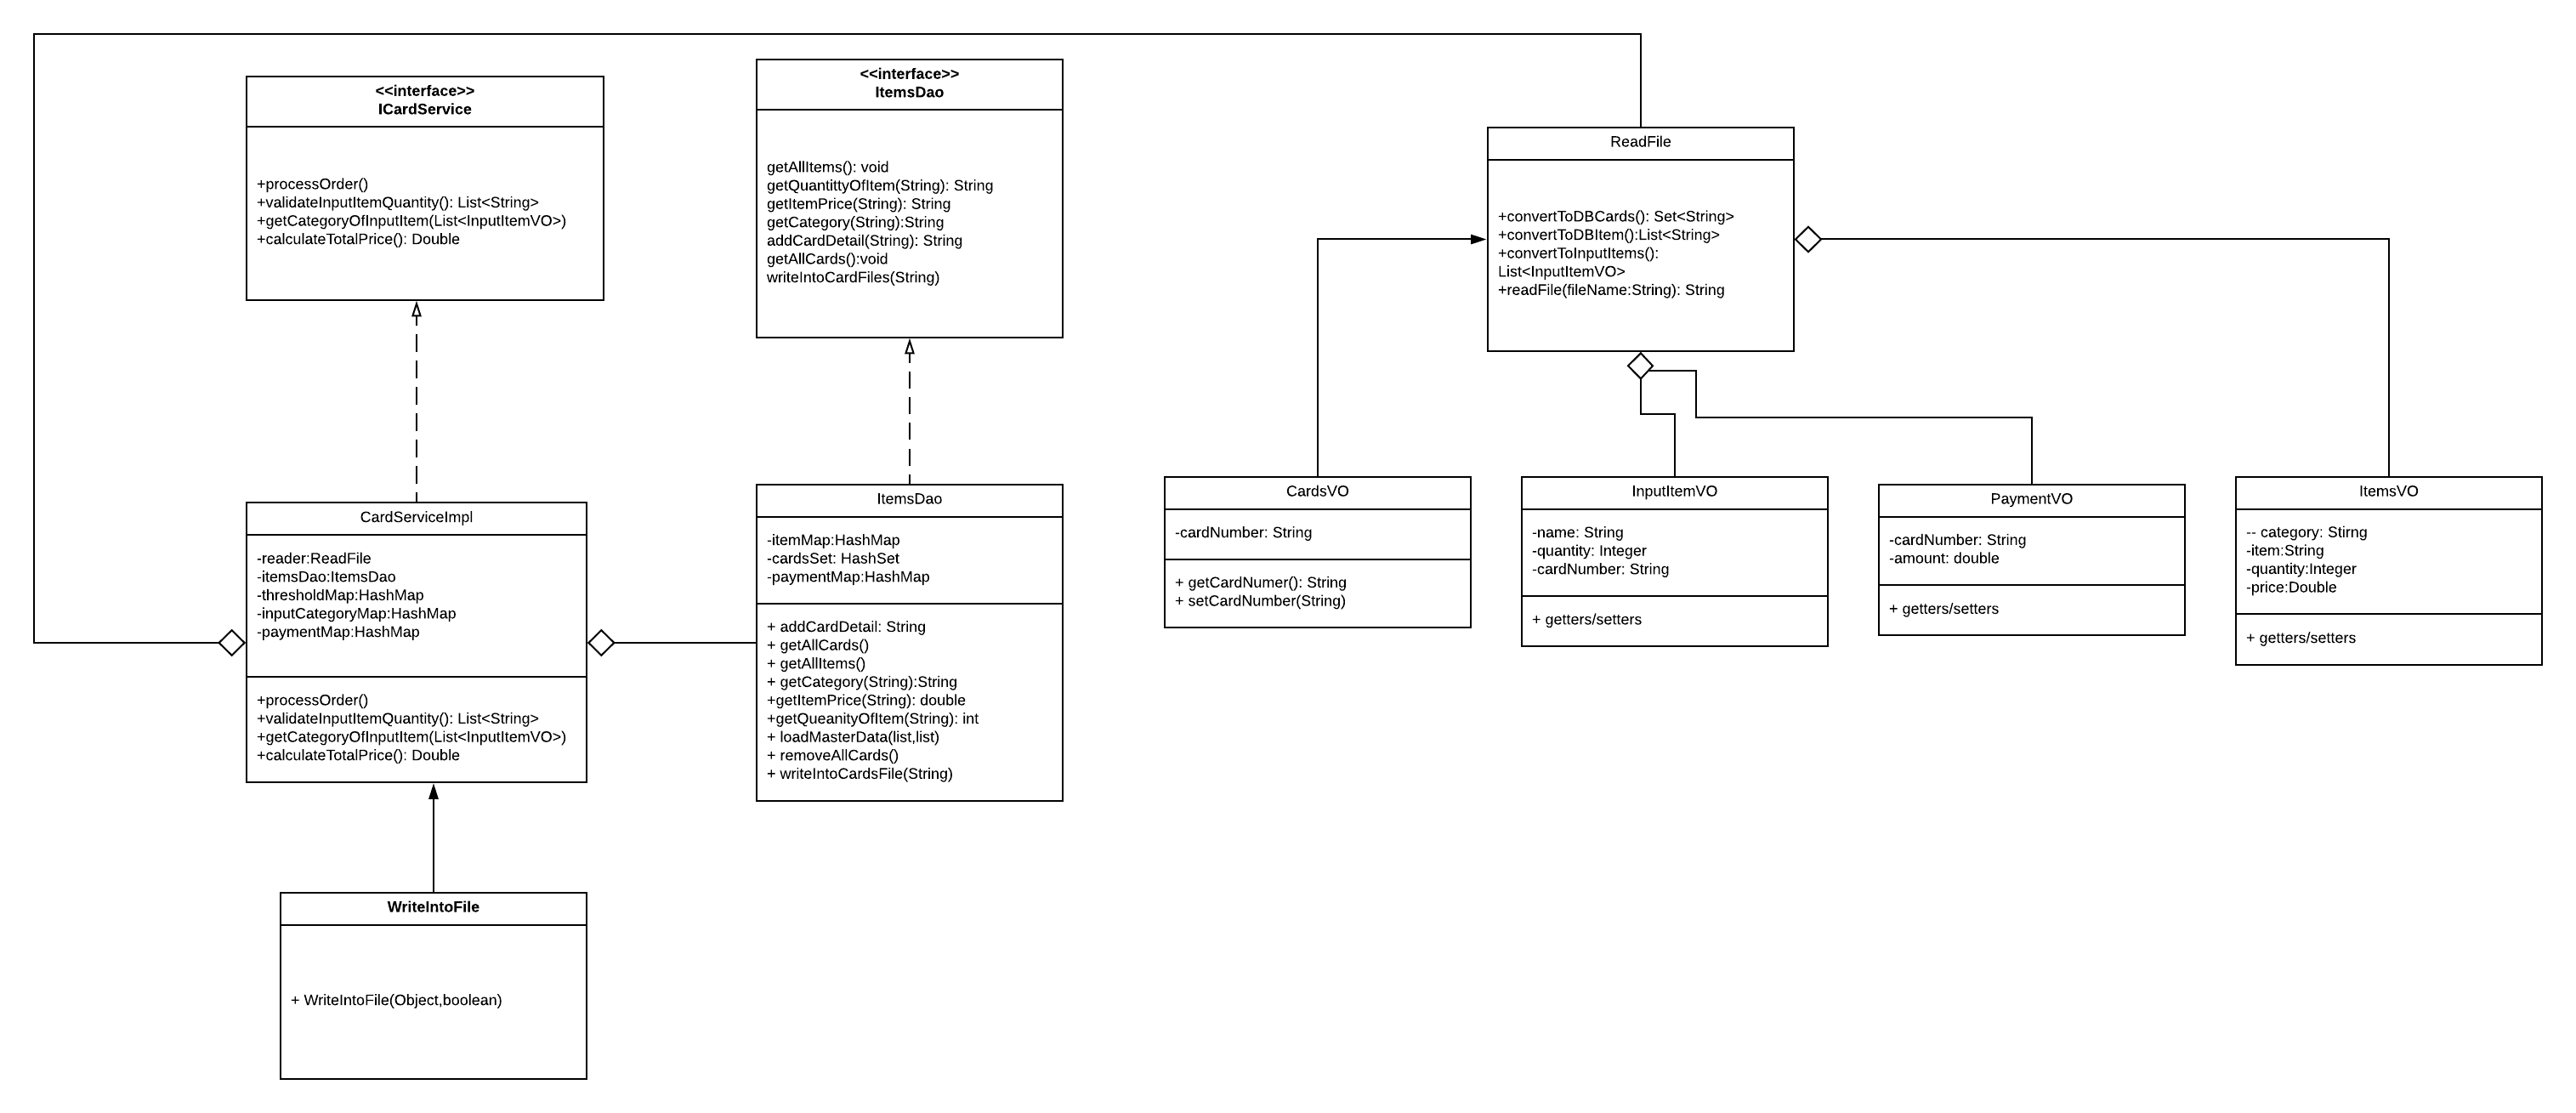 <<interface>>
ICardService
+processOrder()
+validateInputItemQuantity(): List<String>
+getCategoryOfInputItem(List<InputItemVO>)
+calculateTotalPrice(): Double
<<interface>>
ItemsDao
getAllItems(): void
getQuantittyOfItem(String): String
getItemPrice(String): String
getCategory(String):String
addCardDetail(String): String
getAllCards():void
writeIntoCardFiles(String)
ReadFile
+convertToDBCards(): Set<String>
+convertToDBItem():List<String>
+convertToInputItems():
List<InputItemVO>
+readFile(fileName:String): String
CardServiceImpl
-reader:ReadFile
-itemsDao:ItemsDao
-thresholdMap:HashMap
-inputCategoryMap:HashMap
-paymentMap:HashMap
+processOrder()
+validateInputItemQuantity(): List<String>
+getCategoryOfInputItem(List<InputItemVO>)
+calculateTotalPrice(): Double
ItemsDao
-itemMap:HashMap
-cardsSet: HashSet
-paymentMap:HashMap
+ addCardDetail: String
+ getAllCards()
+ getAllItems()
+ getCategory(String):String
+getItemPrice(String): double
+getQueanityOfItem(String): int
+ loadMasterData(list,list)
+ removeAllCards()
+ writeIntoCardsFile(String)
CardsVO
-cardNumber: String
+ getCardNumer(): String
+ setCardNumber(String)
InputItemVO
-name: String
-quantity: Integer
-cardNumber: String
+ getters/setters
PaymentVO
-cardNumber: String
-amount: double
+ getters/setters
ItemsVO
-- category: Stirng
-item:String
-quantity:Integer
-price:Double
+ getters/setters
WriteIntoFile
+ WriteIntoFile(Object,boolean)